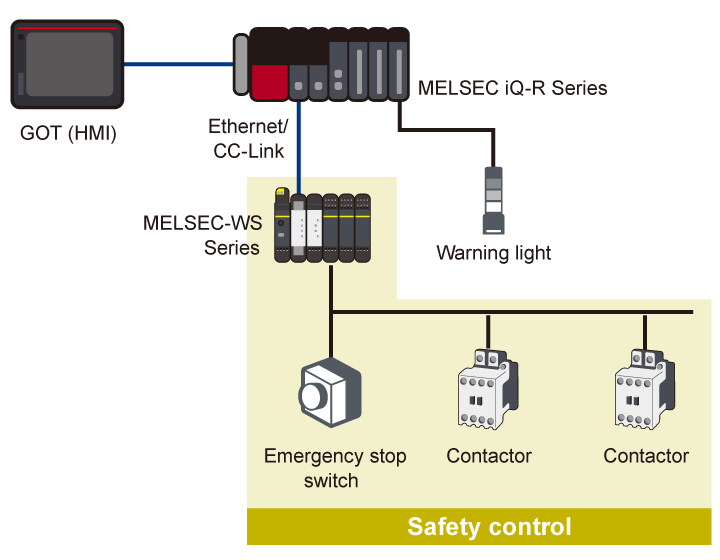 MELSEC iQ-R Series
GOT (HMI)
Ethernet/
CC-Link
MELSEC-WS
Series
Warning light
Emergency stop
switch
Contactor
Contactor
Safety control